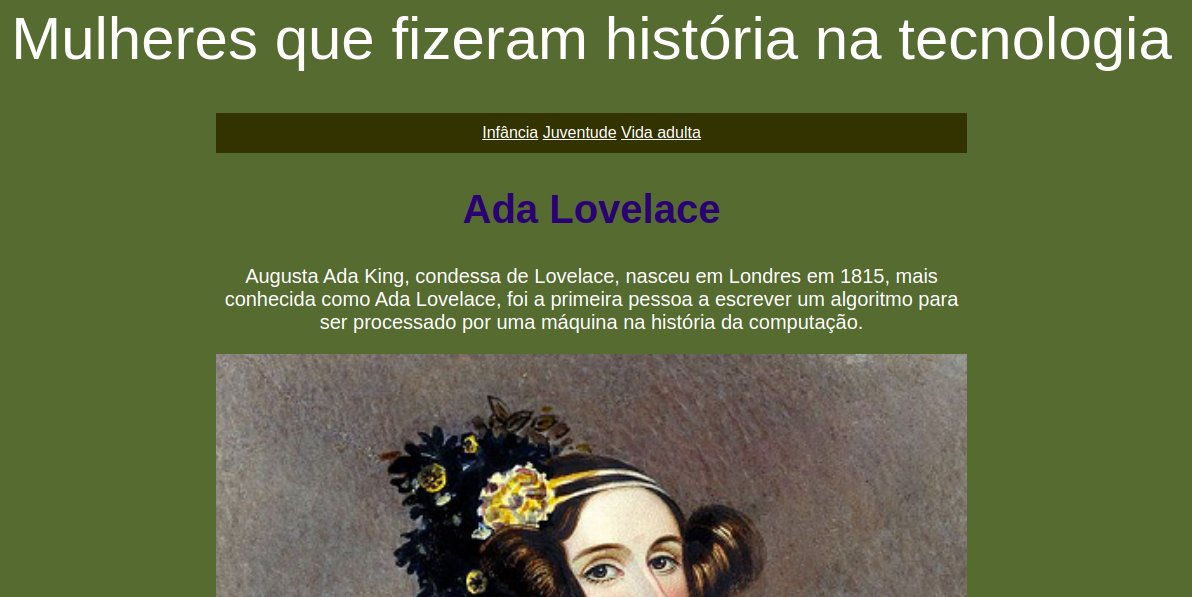 Mulheres que fizeram história na tecnologia
Infância Juventude Vida adulta
Ada Lovelace
Augusta Ada King, condessa de Lovelace, nasceu em Londres em 1815, mais
conhecida como Ada Lovelace, foi a primeira pessoa a escrever um algoritmo para
ser processado por uma máquina na história da computação.